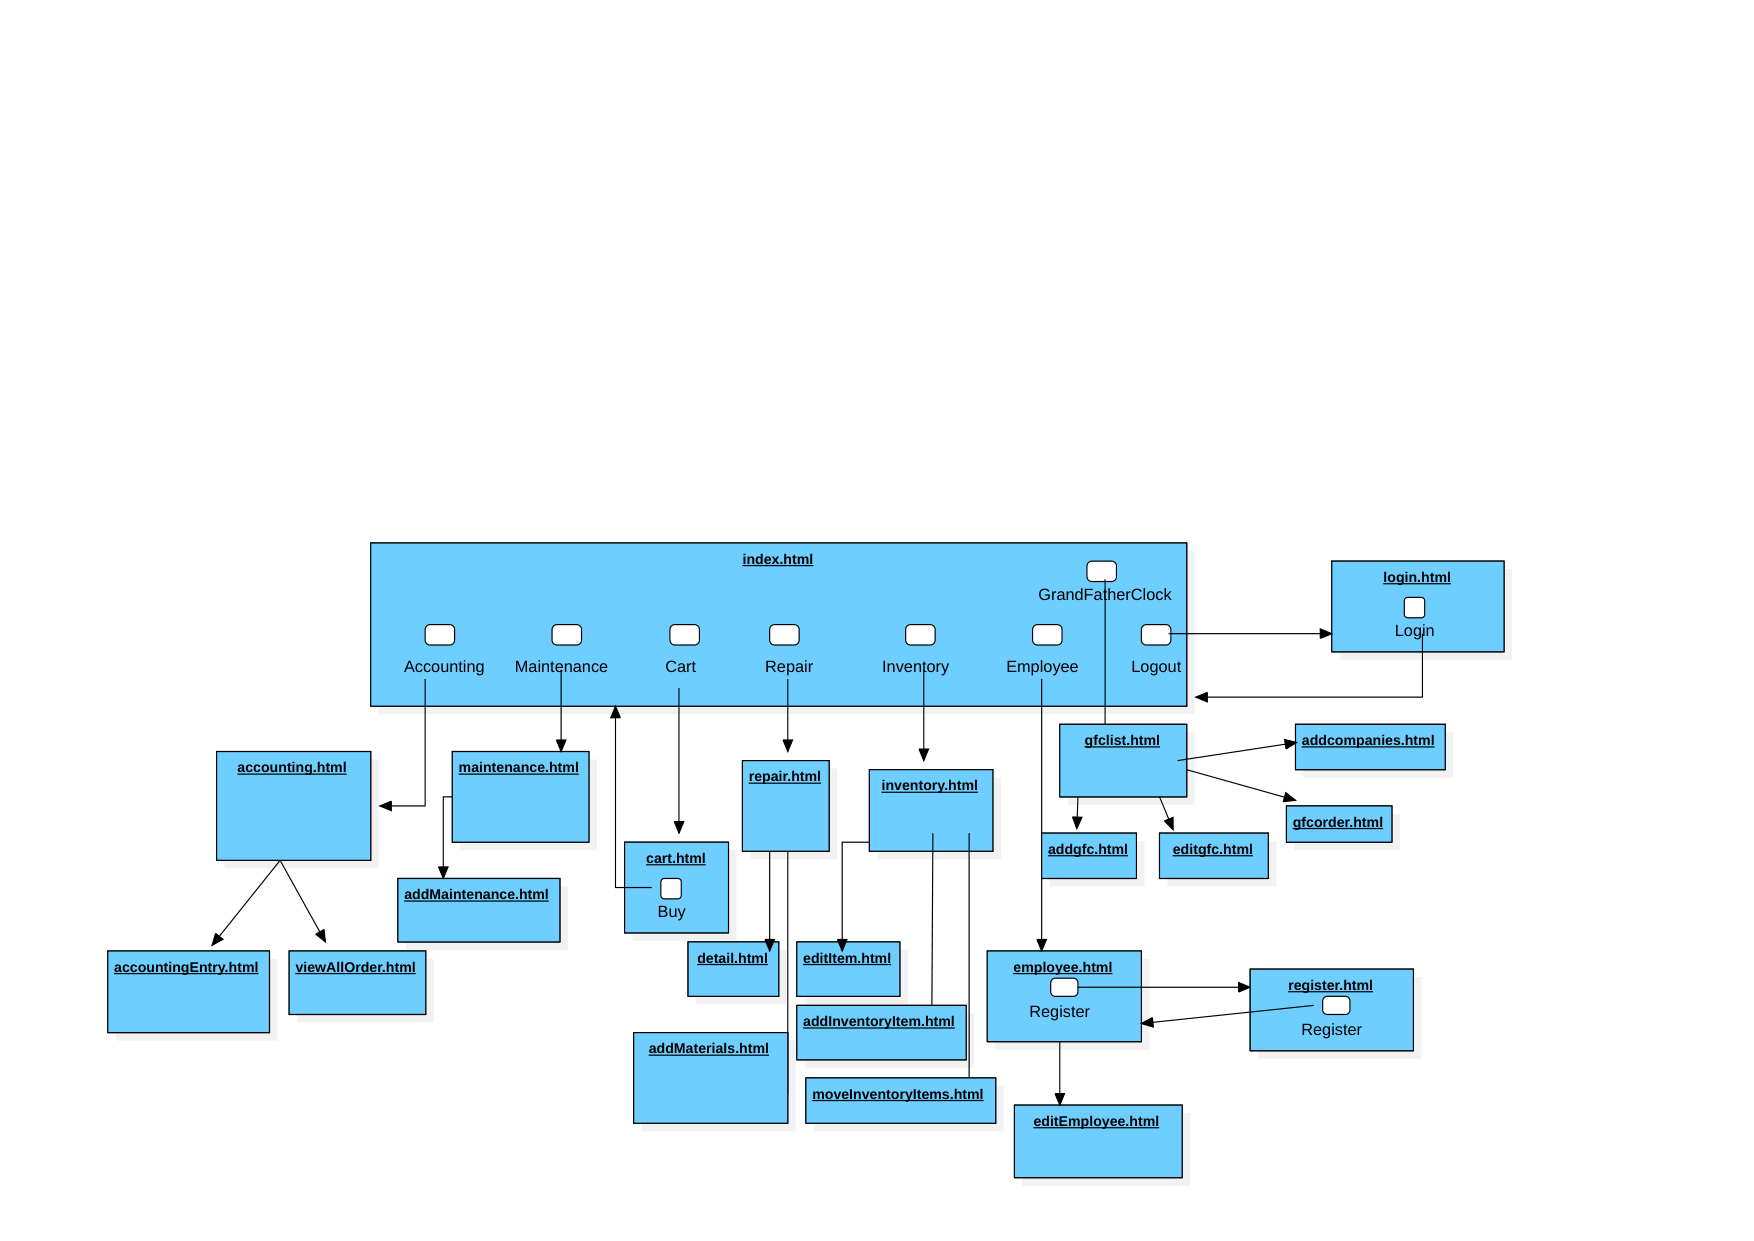 index.html
GrandFatherClock
Accounting
Maintenance
Cart
Repair
Inventory
Employee
Logout
login.html
Login
accounting.html
maintenance.html
repair.html
inventory.html
gfclist.html
addcompanies.html
gfcorder.html
cart.html
Buy
addgfc.html
editgfc.html
addMaintenance.html
accountingEntry.html
viewAllOrder.html
detail.html
editItem.html
employee.html
Register
register.html
Register
addInventoryItem.html
addMaterials.html
moveInventoryItems.html
editEmployee.html